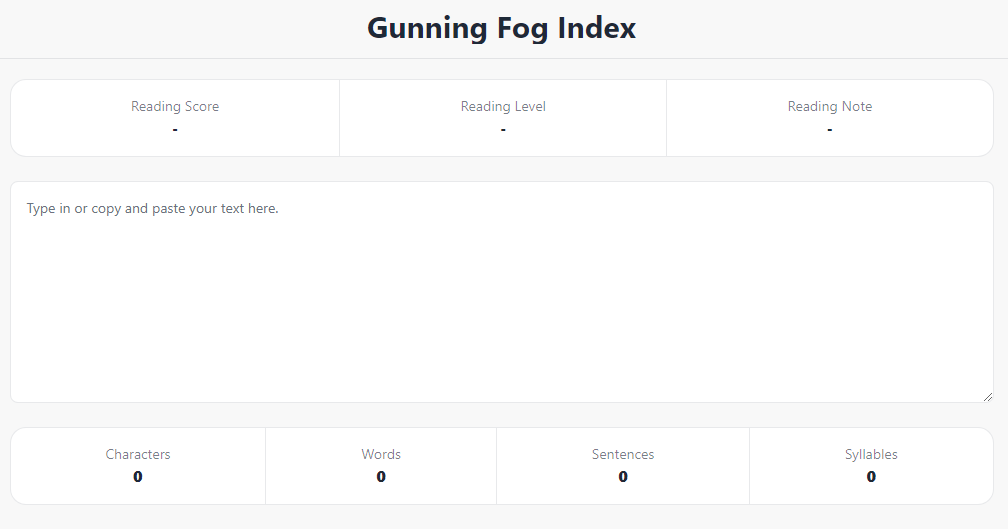 Gunning Fog Index
Reading Score
-
Reading Level
-
Reading Note
-
Type in or copy and paste your text here.
Characters
0
Words
0
Sentences
0
Syllables
0